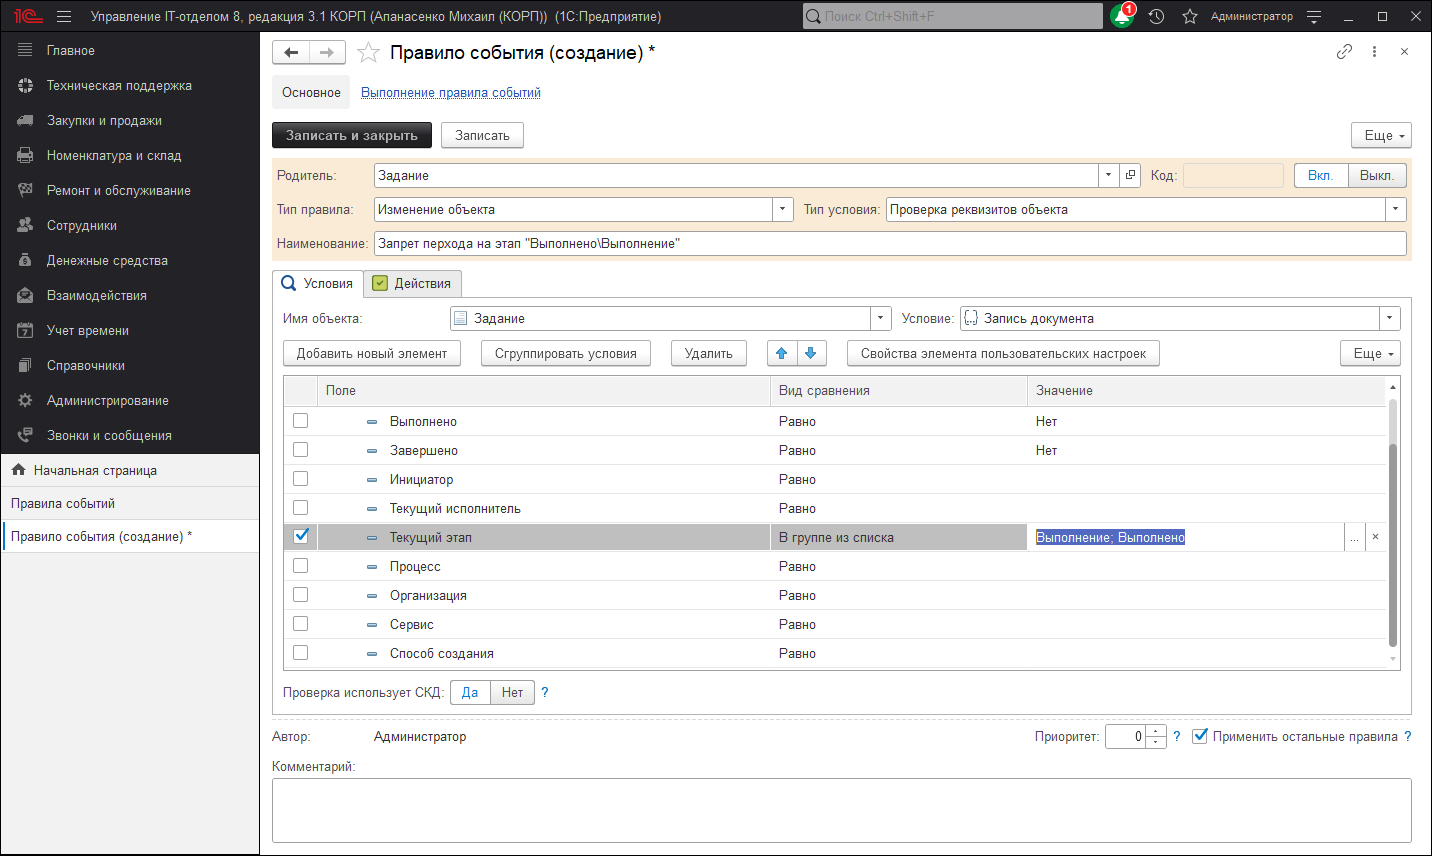 1С Управление IT-отделом 8, редакция 3.1 КОРП (Апанасенко Михаил (КОРП)) (1С:Предприятие) Поиск Ctrl+Shift+F 1 Администратор
Главное
Техническая поддержка
Закупки и продажи
Номенклатура и склад
Ремонт и обслуживание
Сотрудники
Денежные средства
Взаимодействия
7 Учет времени
Справочники
Администрирование
Звонки и сообщения
Начальная страница
Правила событий
Правило события (создание) *
Правило события (создание) *
Основное Выполнение правила событий
Записать и закрыть Записать Еще
Родитель: Задание Код: Вкл. Выкл.
Тип правила: Изменение объекта Тип условия: Проверка реквизитов объекта
Наименование: Запрет перхода на этап "Выполнено\Выполнение"
Условия Действия
Имя объекта: Задание Условие: {..} Запись документа
Добавить новый элемент Сгруппировать условия Удалить Свойства элемента пользовательских настроек Еще
Поле Вид сравнения Значение
Выполнено Равно Нет
Завершено Равно Нет
Инициатор Равно
Текущий исполнитель Равно
Текущий этап В группе из списка Выполнение; Выполнено ... ×
Процесс Равно
Организация Равно
Сервис Равно
Способ создания Равно
Проверка использует СКД: Да Нет ?
Автор: Администратор Приоритет: 0 ? Применить остальные правила ?
Комментарий: